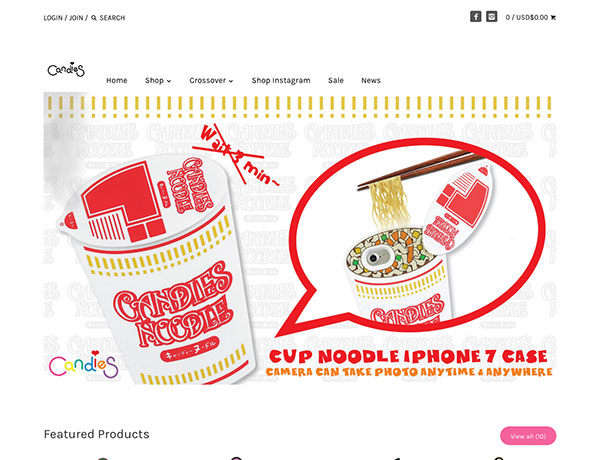 LOGIN / JOIN / SEARCH
0 / USD$0.00
Candies
Home Shop Crossover Shop Instagram Sale News
Wait 3 min~
CANDIES NOODLE
CANDIES
NOODLE
キャンディーヌードル
Candies
CUP NOODLE iPHONE 7 CASE
CAMERA CAN TAKE PHOTO ANYTIME & ANYWHERE
Featured Products
View all (10)